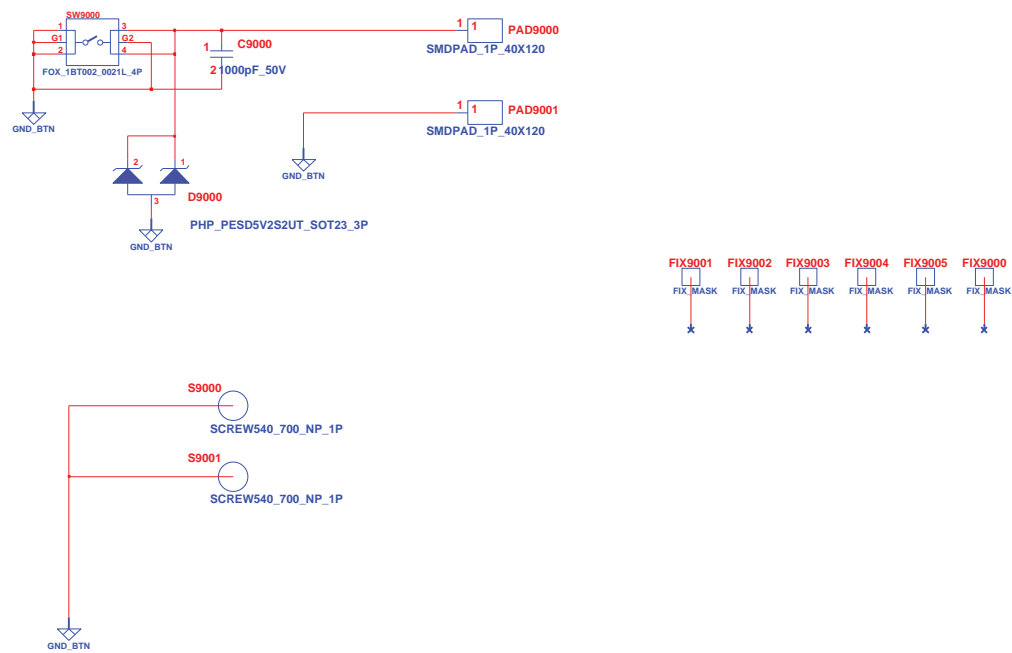 SW9000
1
3
G1
G2
2
4
FOX_1BT002_0021L_4P
GND_BTN
1
C9000
2
1000pF_50V
1
1
PAD9000
SMDPAD_1P_40X120
1
1
PAD9001
SMDPAD_1P_40X120
GND_BTN
2
1
D9000
3
PHP_PESD5V2S2UT_SOT23_3P
GND_BTN
FIX9001
FIX_MASK
FIX9002
FIX_MASK
FIX9003
FIX_MASK
FIX9004
FIX_MASK
FIX9005
FIX_MASK
FIX9000
FIX_MASK
S9000
SCREW540_700_NP_1P
S9001
SCREW540_700_NP_1P
GND_BTN